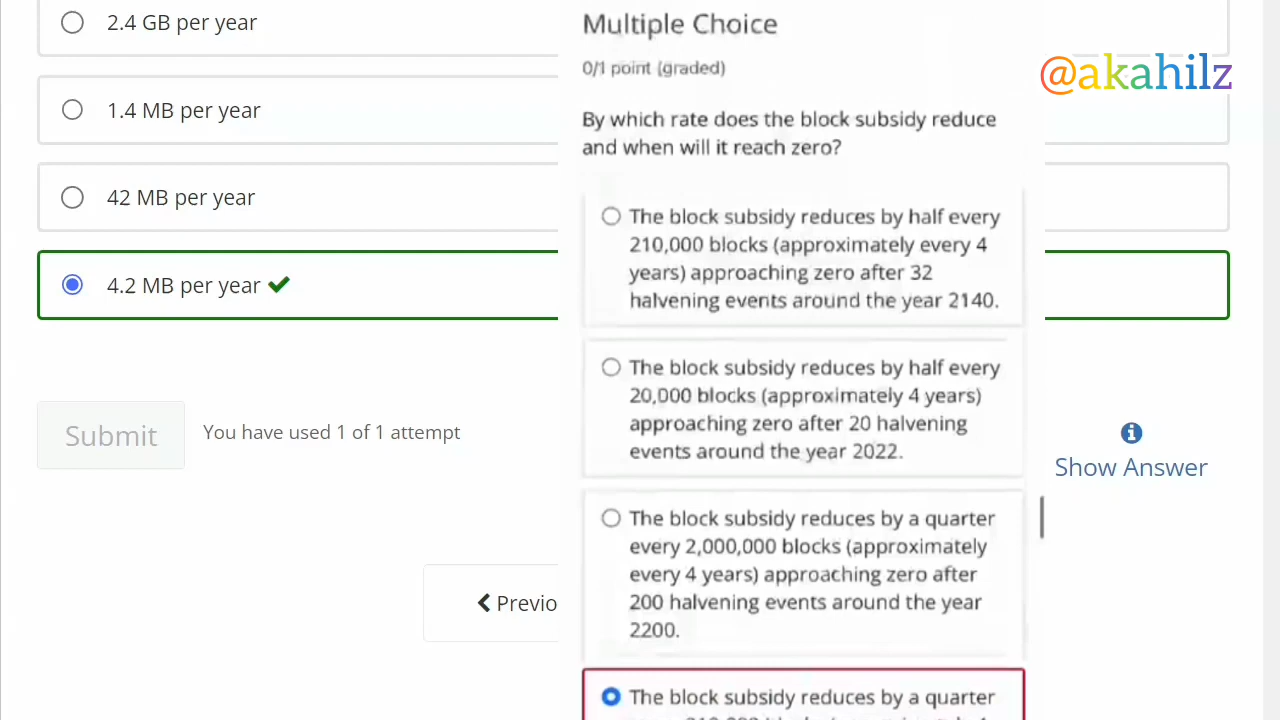 2.4 GB per year
1.4 MB per year
42 MB per year
4.2 MB per year
Submit
You have used 1 of 1 attempt
Previo
Multiple Choice
0/1 point (graded)
By which rate does the block subsidy reduce
and when will it reach zero?
The block subsidy reduces by half every
210,000 blocks (approximately every 4
years) approaching zero after 32
halvening events around the year 2140.
The block subsidy reduces by half every
20,000 blocks (approximately 4 years)
approaching zero after 20 halvening
events around the year 2022.
The block subsidy reduces by a quarter
every 2,000,000 blocks (approximately
every 4 years) approaching zero after
200 halvening events around the year
2200.
The block subsidy reduces by a quarter
@akahilz
Show Answer